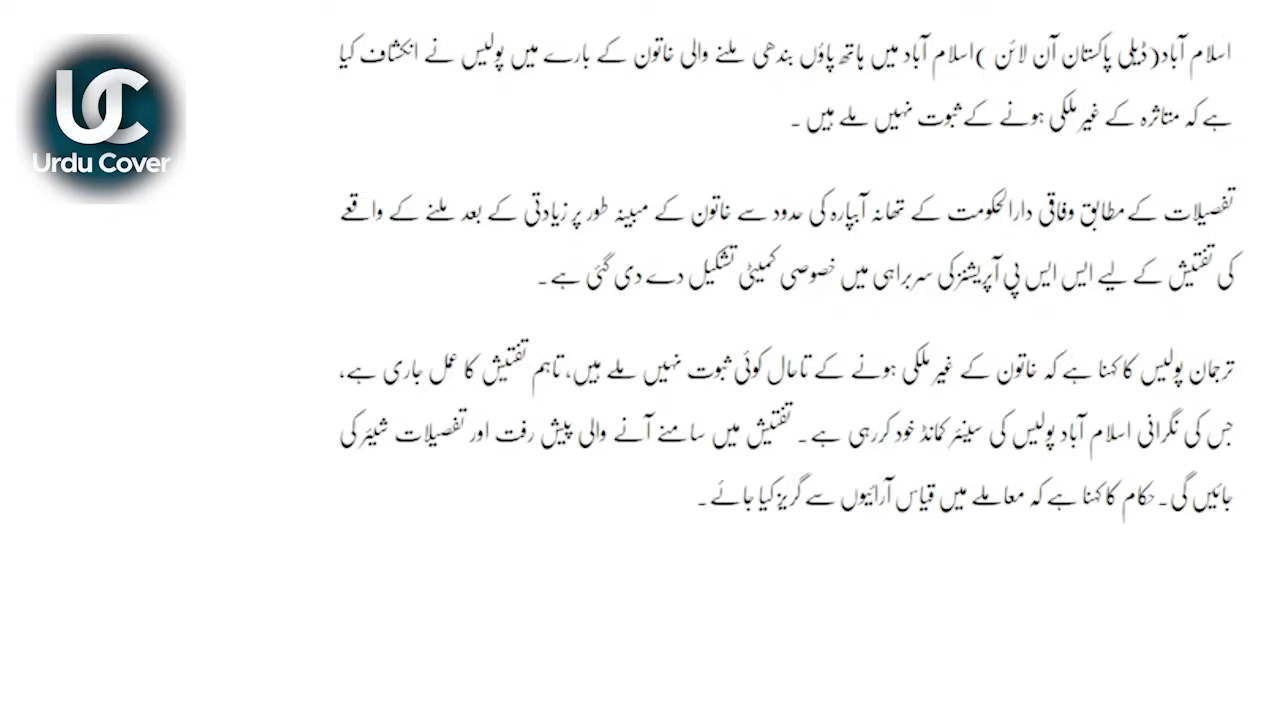 UC
Urdu Cover
اسلام آباد(ڈیلی پاکستان آن لائن )اسلام آباد میں ہاتھ پاؤں بندھی ملنے والی خاتون کے بارے میں پولیس نے انکشاف کیا
ہے کہ متاثرہ کے غیر ملکی ہونے کے ثبوت نہیں ملے ہیں ۔
تفصیلات کے مطابق وفاقی دارالحکومت کے تھانہ آبپارہ کی حدود سے خاتون کے مبینہ طور پر زیادتی کے بعد ملنے کے واقعے
کی تفتیش کے لیے ایس ایس پی آپریشنز کی سربراہی میں خصوصی کمیٹی تشکیل دے دی گئی ہے۔
ترجمان پولیس کا کہنا ہے کہ خاتون کے غیر ملکی ہونے کے تاحال کوئی ثبوت نہیں ملے ہیں، تاہم تفتیش کا عمل جاری ہے،
جس کی نگرانی اسلام آباد پولیس کی سینئر کمانڈ خود کررہی ہے۔ تفتیش میں سامنے آنے والی پیش رفت اور تفصیلات شیئر کی
جائیں گی۔ حکام کا کہنا ہے کہ معاملے میں قیاس آرائیوں سے گریز کیا جائے۔